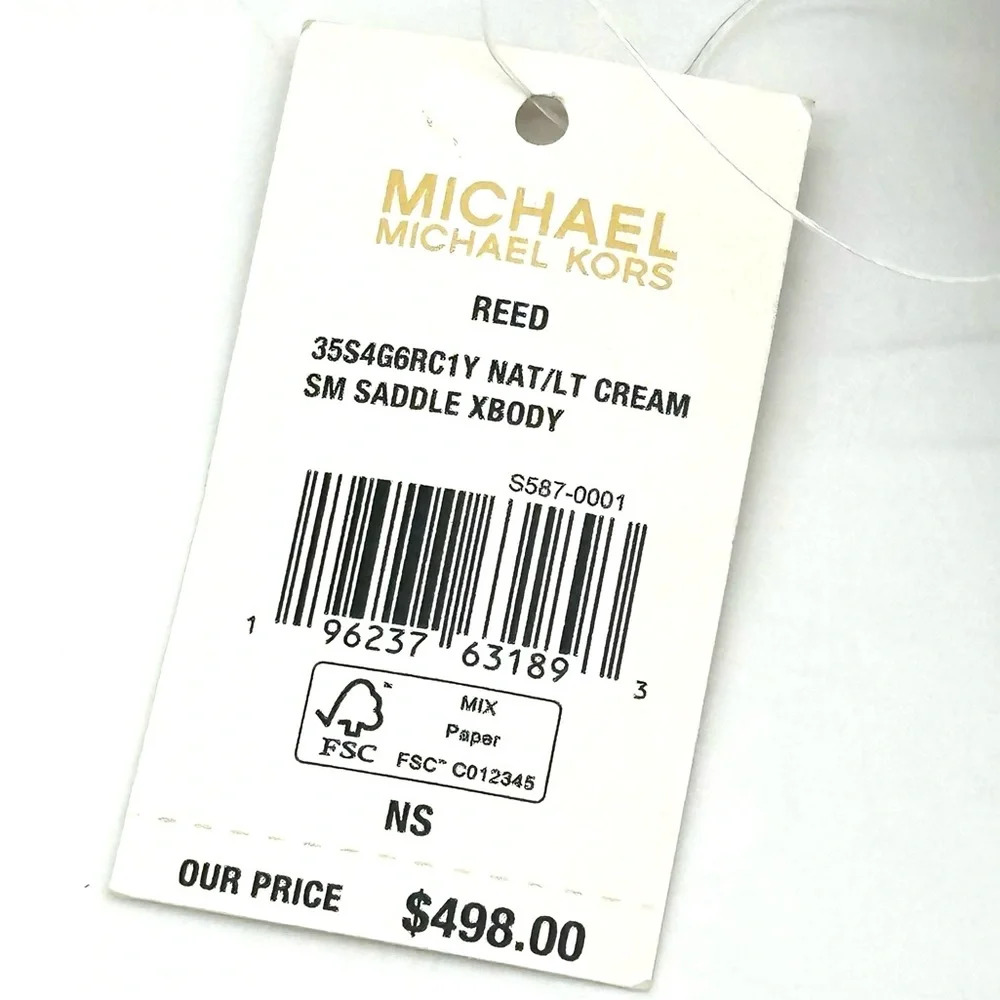 MICHAEL
MICHAEL KORS
REED
35S4G6RC1Y NAT/LT CREAM
SM SADDLE XBODY
S587-0001
1 96237 63189 3
FSC™
MIX
Paper
FSC™ C012345
NS
OUR PRICE $498.00